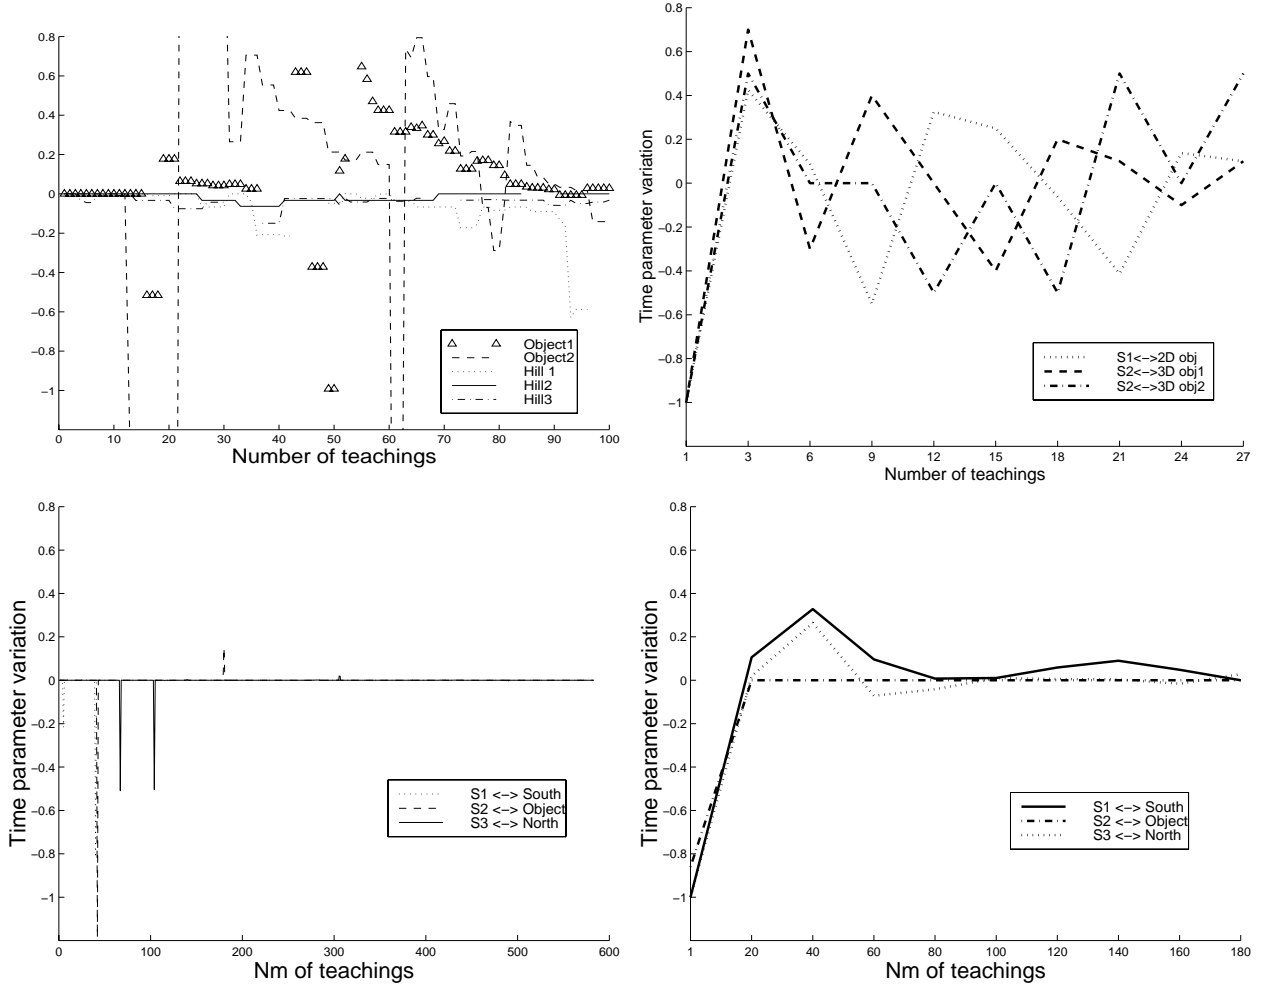 0.8
0.6
0.4
0.2
0
−0.2
−0.4
−0.6
−0.8
−1
0 10 20 30 40 50 60 70 80 90 100
Number of teachings
Object1
Object2
Hill 1
Hill2
Hill3
0.8
0.6
0.4
0.2
0
−0.2
−0.4
−0.6
−0.8
−1
Time parameter variation
1 3 6 9 12 15 18 21 24 27
Number of teachings
S1<−>2D obj
S2<−>3D obj1
S2<−>3D obj2
0.8
0.6
0.4
0.2
0
−0.2
−0.4
−0.6
−0.8
−1
Time parameter variation
0 100 200 300 400 500 600
Nm of teachings
S1 <−> South
S2 <−> Object
S3 <−> North
0.8
0.6
0.4
0.2
0
−0.2
−0.4
−0.6
−0.8
−1
Time parameter variation
1 20 40 60 80 100 120 140 160 180
Nm of teachings
S1 <−> South
S2 <−> Object
S3 <−> North